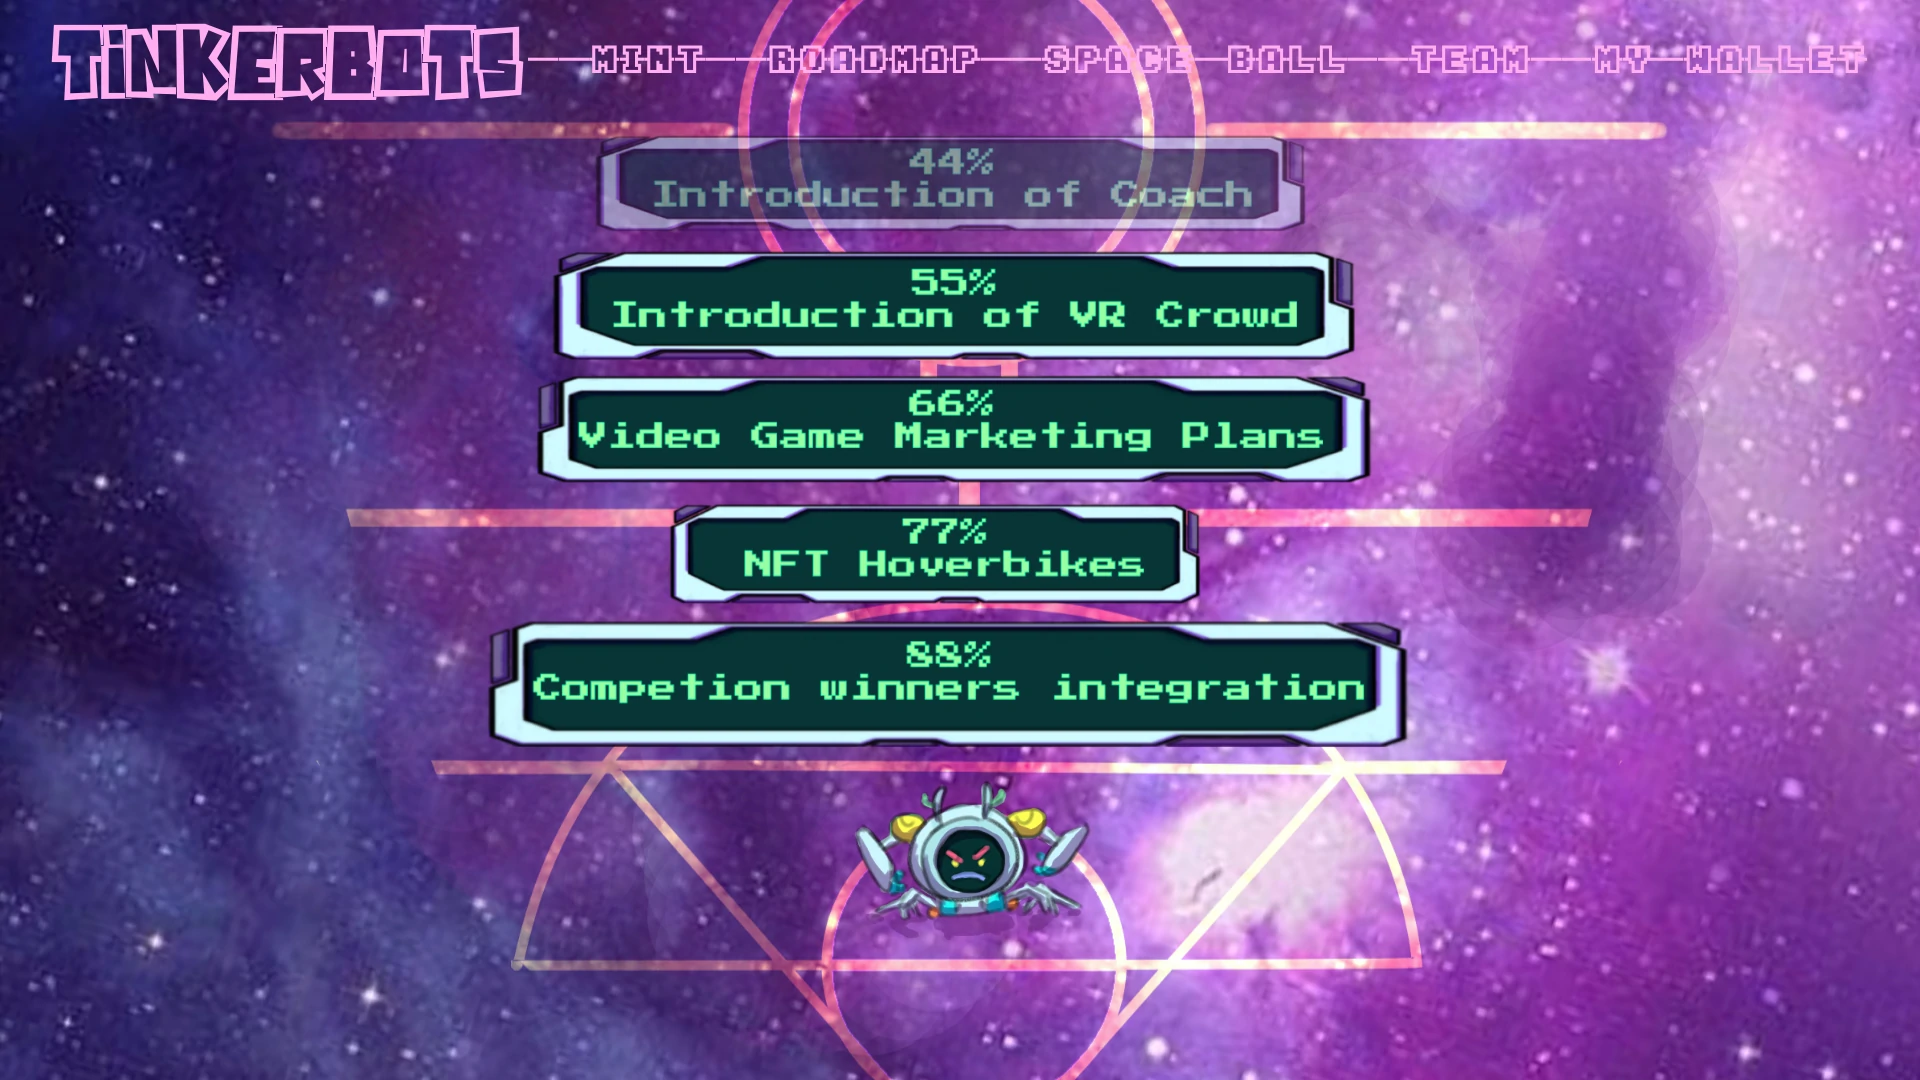 TiNKERBOTS
MINT ROADMAP SPACE BALL TEAM MY WALLET
44%
Introduction of Coach
55%
Introduction of VR Crowd
66%
Video Game Marketing Plans
77%
NFT Hoverbikes
88%
Competion winners integration